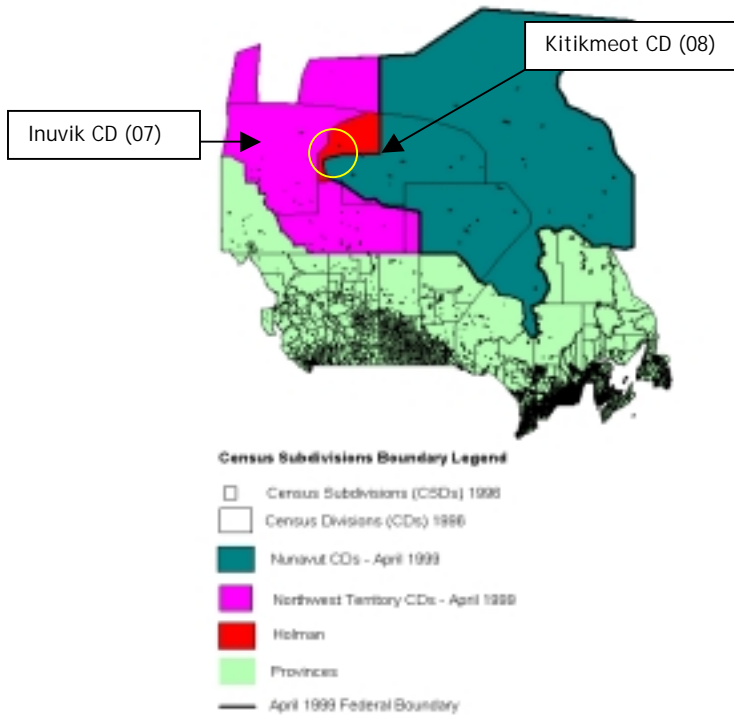 Kitikmeot CD (08)
Inuvik CD (07)
Census Subdivisions Boundary Legend
Census Subdivisions (CSDs) 1996
Census Divisions (CDs) 1996
Nunavut CDs - April 1999
Northwest Territory CDs - April 1999
Holman
Provinces
April 1999 Federal Boundary